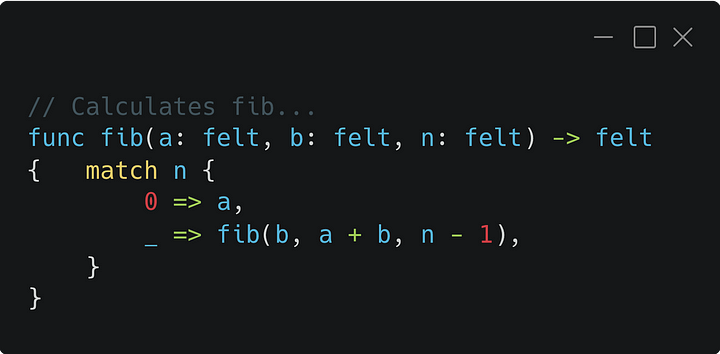 // Calculates fib...
func fib(a: felt, b: felt, n: felt) -> felt
{   match n {
        0 => a,
        _ => fib(b, a + b, n - 1),
    }
}